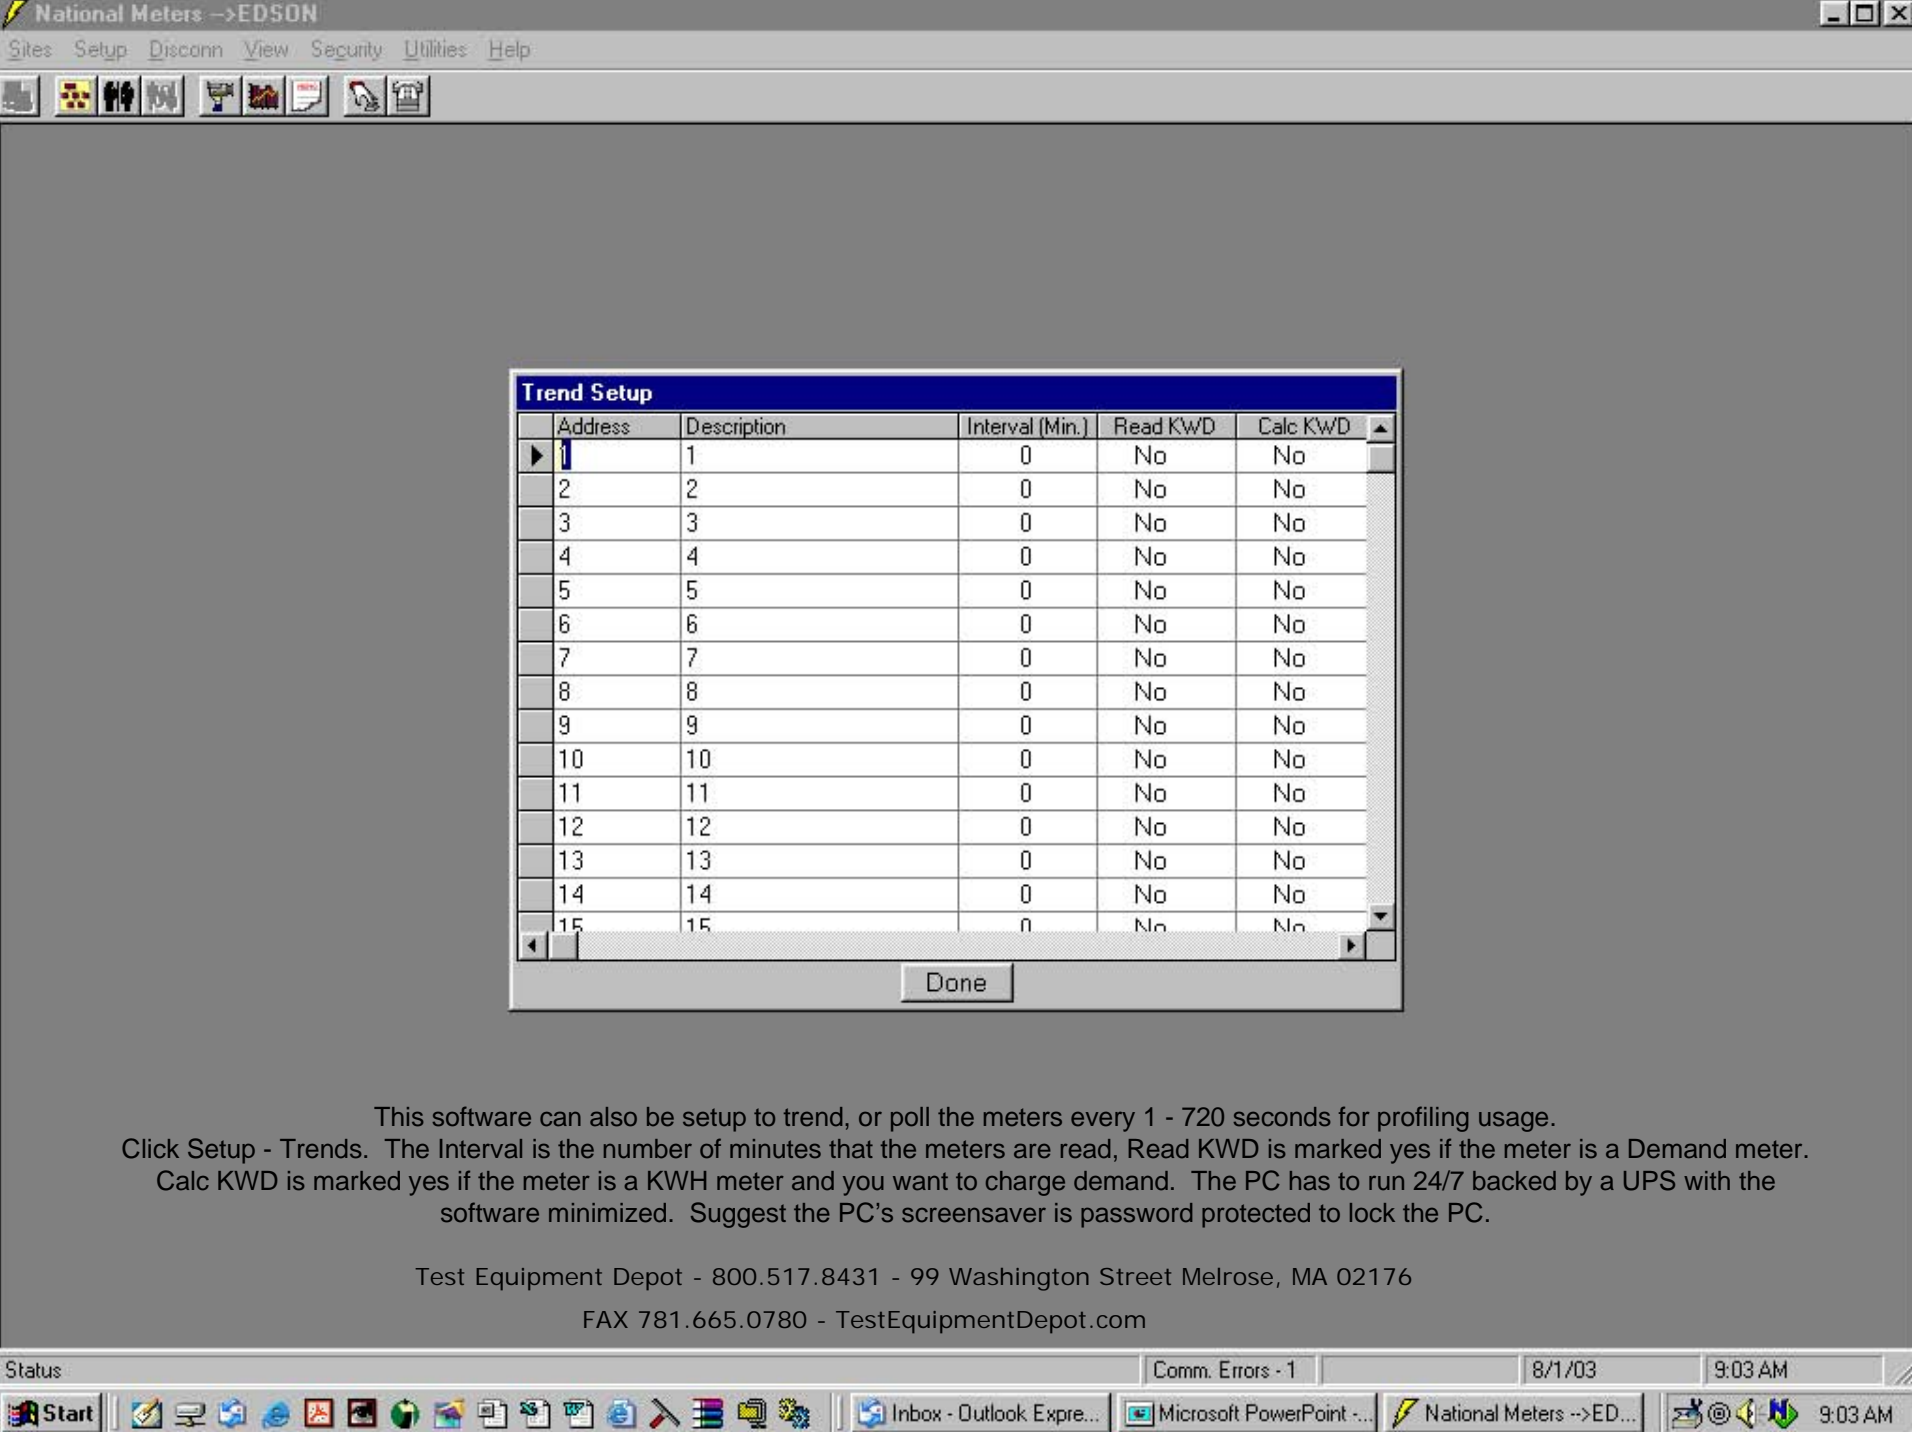 National Meters -->EDSON
Sites Setup Disconn View Security Utilities Help
Trend Setup
Address Description Interval (Min.) Read KWD Calc KWD
1 1 0 No No
2 2 0 No No
3 3 0 No No
4 4 0 No No
5 5 0 No No
6 6 0 No No
7 7 0 No No
8 8 0 No No
9 9 0 No No
10 10 0 No No
11 11 0 No No
12 12 0 No No
13 13 0 No No
14 14 0 No No
15 15 0 No No
Done
This software can also be setup to trend, or poll the meters every 1 - 720 seconds for profiling usage.
Click Setup - Trends. The Interval is the number of minutes that the meters are read, Read KWD is marked yes if the meter is a Demand meter.
Calc KWD is marked yes if the meter is a KWH meter and you want to charge demand. The PC has to run 24/7 backed by a UPS with the
software minimized. Suggest the PC's screensaver is password protected to lock the PC.
Test Equipment Depot - 800.517.8431 - 99 Washington Street Melrose, MA 02176
FAX 781.665.0780 - TestEquipmentDepot.com
Status Comm. Errors - 1 8/1/03 9:03 AM
Start Inbox - Outlook Expre... Microsoft PowerPoint -... National Meters -->ED... 9:03 AM